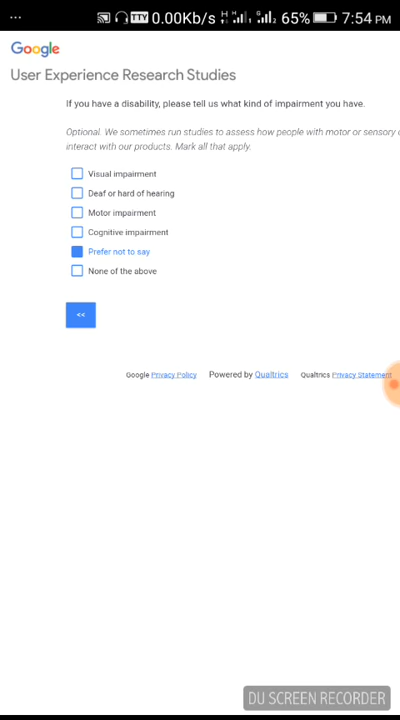 ... TTV 0.00Kb/s H H 1 G 2 65% 7:54 PM
Google
User Experience Research Studies
If you have a disability, please tell us what kind of impairment you have.
Optional. We sometimes run studies to assess how people with motor or sensory
interact with our products. Mark all that apply.
Visual impairment
Deaf or hard of hearing
Motor impairment
Cognitive impairment
Prefer not to say
None of the above
<<
Google Privacy Policy Powered by Qualtrics Qualtrics Privacy Statement
DU SCREEN RECORDER